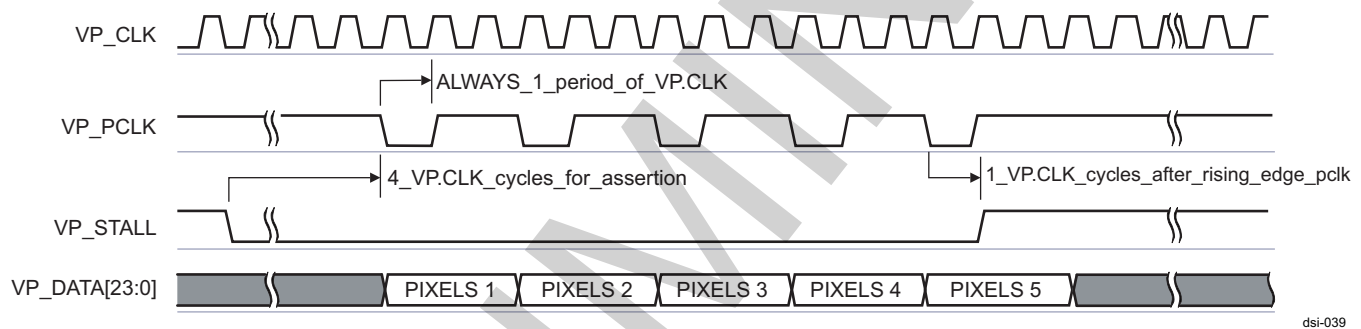 VP_CLK
ALWAYS_1_period_of_VP.CLK
VP_PCLK
4_VP.CLK_cycles_for_assertion
1_VP.CLK_cycles_after_rising_edge_pclk
VP_STALL
VP_DATA[23:0]
PIXELS 1
PIXELS 2
PIXELS 3
PIXELS 4
PIXELS 5
dsi-039